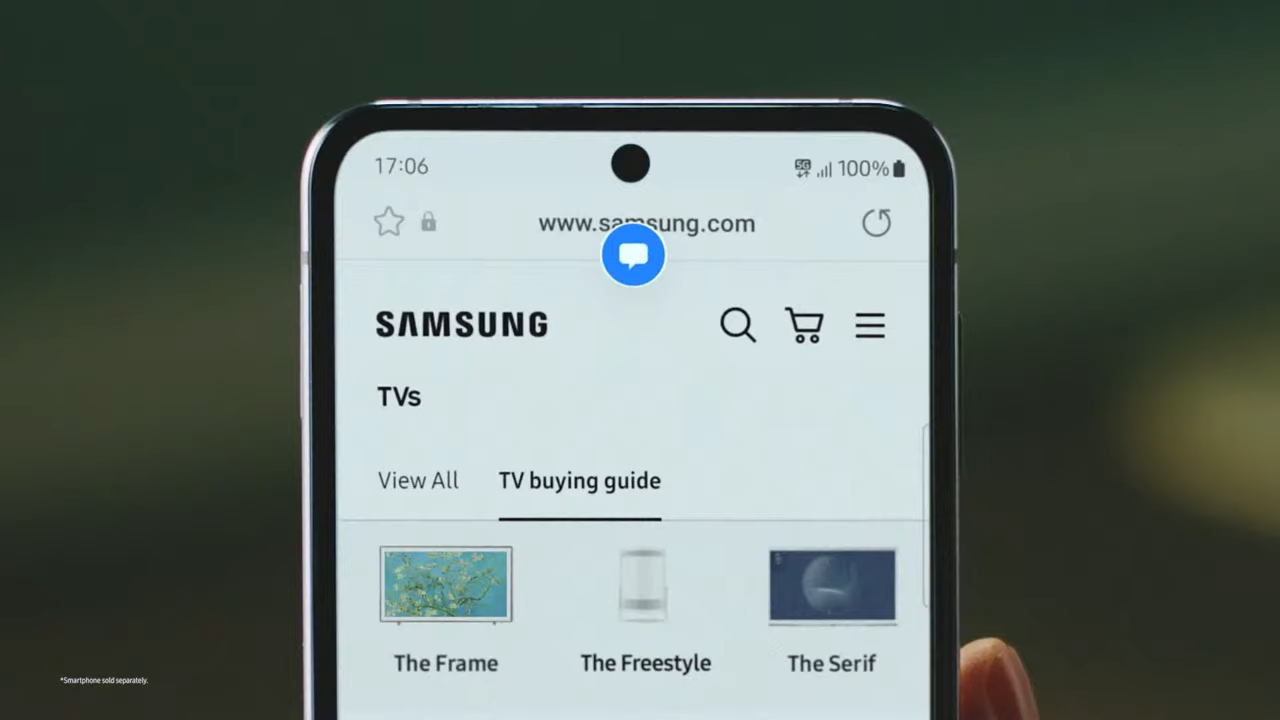 17:06
5G 100%
www.samsung.com
SAMSUNG
TVs
View All TV buying guide
The Frame The Freestyle The Serif
*Smartphone sold separately.